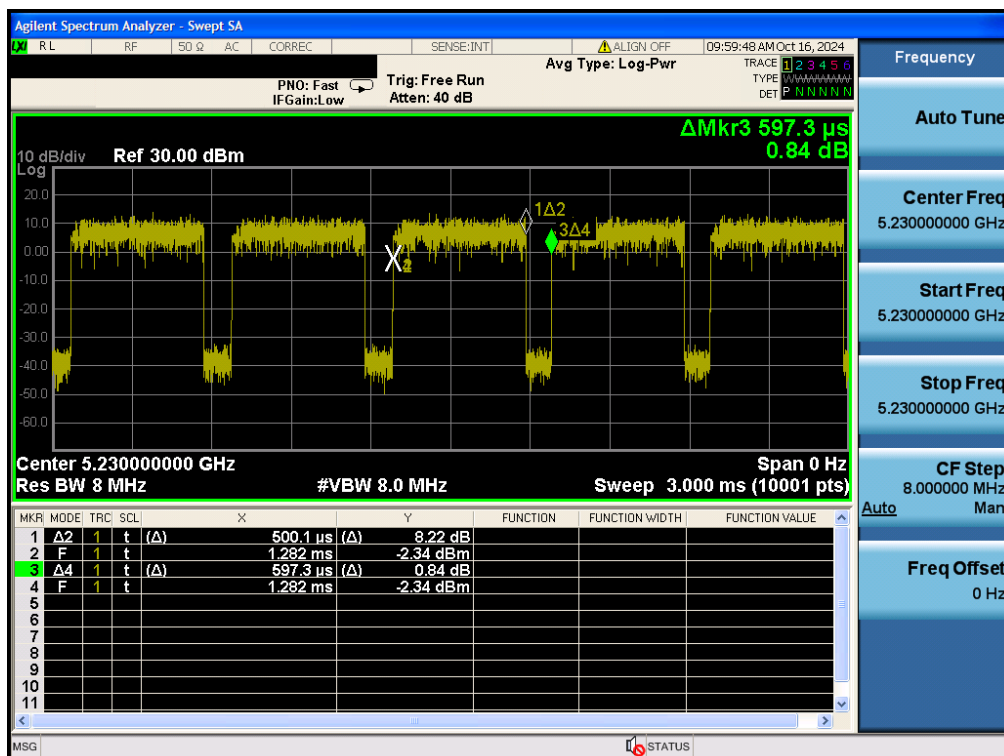 Agilent Spectrum Analyzer - Swept SA
LXI RL RF 50 Ω AC CORREC SENSE:INT ALIGN OFF 09:59:48 AM Oct 16, 2024
Avg Type: Log-Pwr TRACE 1 2 3 4 5 6
PNO: Fast Trig: Free Run TYPE WWWWWW
IFGain:Low Atten: 40 dB DET P N N N N N
ΔMkr3 597.3 µs
0.84 dB
10 dB/div Ref 30.00 dBm
Log
20.0
10.0
0.00
-10.0
-20.0
-30.0
-40.0
-50.0
-60.0
1Δ2
3Δ4
Center 5.230000000 GHz Span 0 Hz
Res BW 8 MHz #VBW 8.0 MHz Sweep 3.000 ms (10001 pts)
MKR MODE TRC SCL X Y FUNCTION FUNCTION WIDTH FUNCTION VALUE
1 Δ2 1 t (Δ) 500.1 µs (Δ) 8.22 dB
2 F 1 t 1.282 ms -2.34 dBm
3 Δ4 1 t (Δ) 597.3 µs (Δ) 0.84 dB
4 F 1 t 1.282 ms -2.34 dBm
5
6
7
8
9
10
11
MSG STATUS
Frequency
Auto Tune
Center Freq
5.230000000 GHz
Start Freq
5.230000000 GHz
Stop Freq
5.230000000 GHz
CF Step
8.000000 MHz
Auto Man
Freq Offset
0 Hz